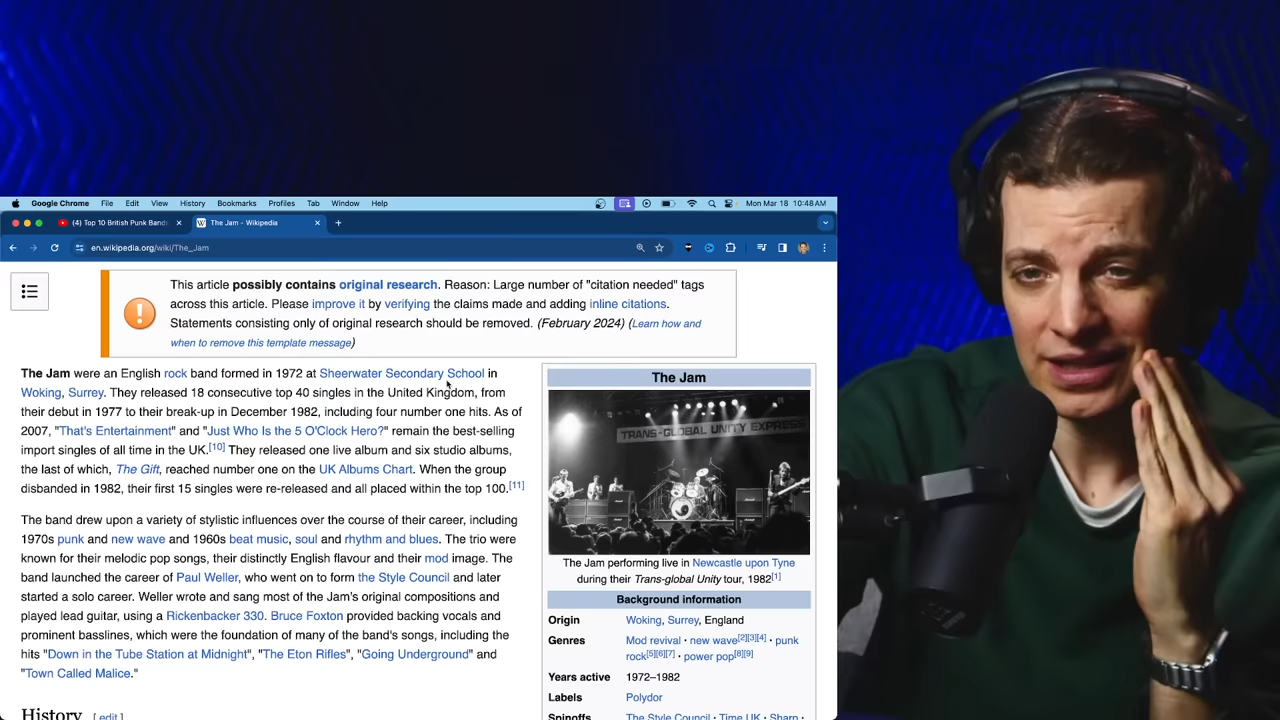 Google Chrome File Edit View History Bookmarks Profiles Tab Window Help Mon Mar 18 10:48 AM
(4) Top 10 British Punk Bands
The Jam - Wikipedia
en.wikipedia.org/wiki/The_Jam
This article possibly contains original research. Reason: Large number of "citation needed" tags
across this article. Please improve it by verifying the claims made and adding inline citations.
Statements consisting only of original research should be removed. (February 2024) (Learn how and
when to remove this template message)
The Jam were an English rock band formed in 1972 at Sheerwater Secondary School in
Woking, Surrey. They released 18 consecutive top 40 singles in the United Kingdom, from
their debut in 1977 to their break-up in December 1982, including four number one hits. As of
2007, "That's Entertainment" and "Just Who Is the 5 O'Clock Hero?" remain the best-selling
import singles of all time in the UK.[10] They released one live album and six studio albums,
the last of which, The Gift, reached number one on the UK Albums Chart. When the group
disbanded in 1982, their first 15 singles were re-released and all placed within the top 100.[11]
The band drew upon a variety of stylistic influences over the course of their career, including
1970s punk and new wave and 1960s beat music, soul and rhythm and blues. The trio were
known for their melodic pop songs, their distinctly English flavour and their mod image. The
band launched the career of Paul Weller, who went on to form the Style Council and later
started a solo career. Weller wrote and sang most of the Jam's original compositions and
played lead guitar, using a Rickenbacker 330. Bruce Foxton provided backing vocals and
prominent basslines, which were the foundation of many of the band's songs, including the
hits "Down in the Tube Station at Midnight", "The Eton Rifles", "Going Underground" and
"Town Called Malice."
History [ edit ]
The Jam
TRANS-GLOBAL UNITY EXPRESS
The Jam performing live in Newcastle upon Tyne
during their Trans-global Unity tour, 1982[1]
Background information
Origin Woking, Surrey, England
Genres Mod revival · new wave[2][3][4] · punk
rock[5][6][7] · power pop[8][9]
Years active 1972–1982
Labels Polydor
Spinoffs The Style Council · Time UK · Sharp ·